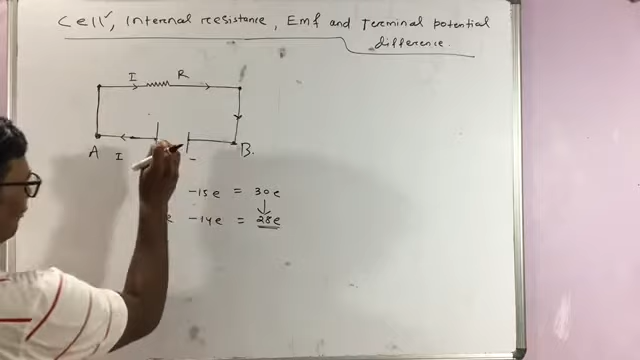 Cell, Internal resistance, Emf and Terminal potential
difference.
I R
A I - B.
-15e = 30e
e -14e = 28e